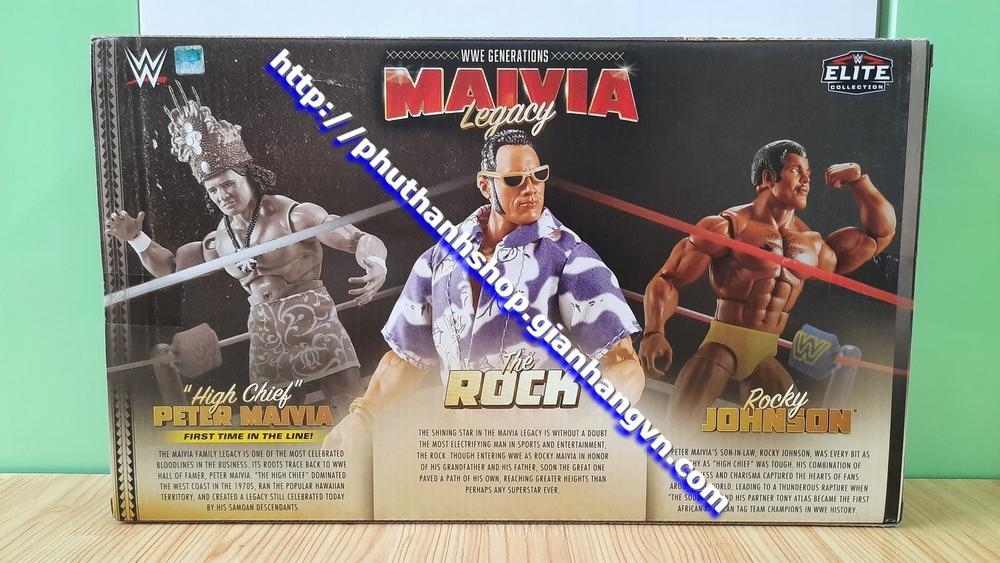 W
WWE GENERATIONS
MAIVIA
Legacy
W
ELITE
COLLECTION
http://phuthanhshop.gianhangvn.com
"High Chief"
PETER MAIVIA
FIRST TIME IN THE LINE!
THE MAIVIA FAMILY LEGACY IS ONE OF THE MOST CELEBRATED
BLOODLINES IN THE BUSINESS. ITS ROOTS TRACE BACK TO WWE
HALL OF FAMER, PETER MAIVIA. "THE HIGH CHIEF" DOMINATED
THE WEST COAST IN THE 1970S, RAN THE POPULAR HAWAIIAN
TERRITORY, AND CREATED A LEGACY STILL CELEBRATED TODAY
BY HIS SAMOAN DESCENDANTS.
The
ROCK
THE SHINING STAR IN THE MAIVIA LEGACY IS WITHOUT A DOUBT
THE MOST ELECTRIFYING MAN IN SPORTS AND ENTERTAINMENT,
THE ROCK. THOUGH ENTERING WWE AS ROCKY MAIVIA IN HONOR
OF HIS GRANDFATHER AND HIS FATHER, SOON THE GREAT ONE
PAVED A PATH OF HIS OWN, REACHING GREATER HEIGHTS THAN
PERHAPS ANY SUPERSTAR EVER.
W
Rocky
JOHNSON
PETER MAIVIA'S SON-IN-LAW, ROCKY JOHNSON, WAS EVERY BIT AS
AS "HIGH CHIEF" WAS TOUGH. HIS COMBINATION OF
AND CHARISMA CAPTURED THE HEARTS OF FANS
WORLD, LEADING TO A THUNDEROUS RAPTURE WHEN
"THE HIS PARTNER TONY ATLAS BECAME THE FIRST
TAG TEAM CHAMPIONS IN WWE HISTORY.